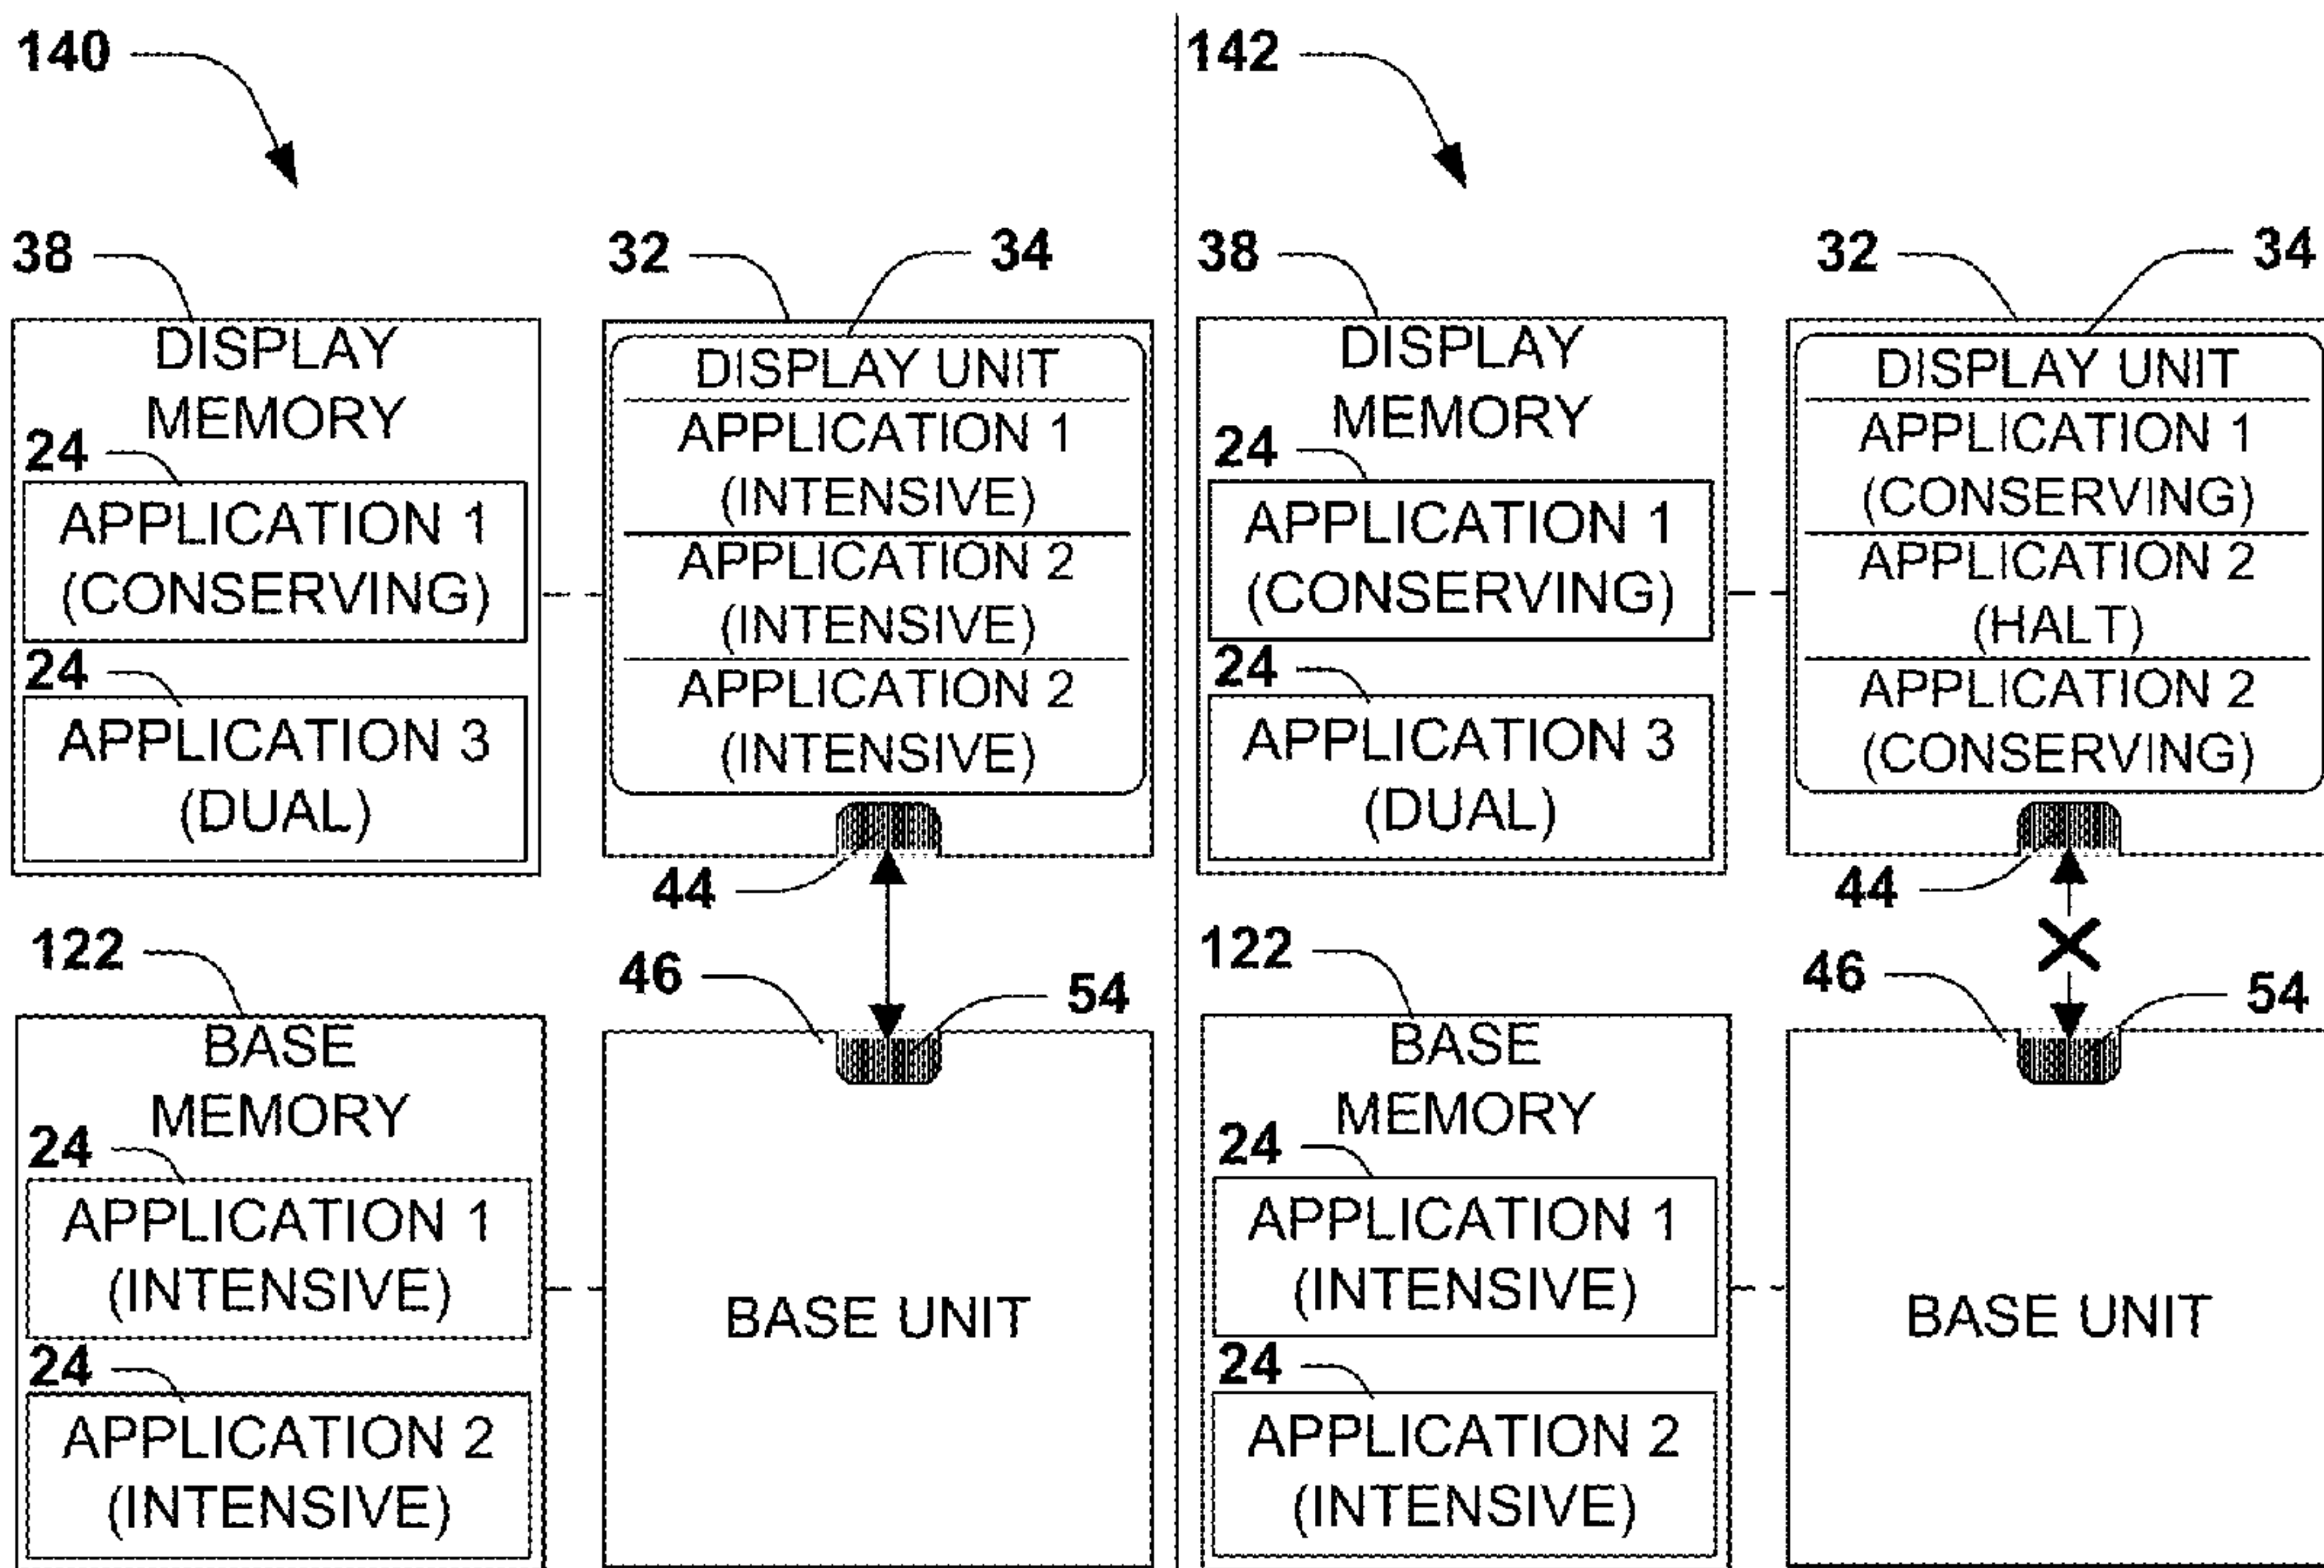 140
38
32
34
DISPLAY
MEMORY
24
APPLICATION 1
(CONSERVING)
24
APPLICATION 3
(DUAL)
DISPLAY UNIT
APPLICATION 1
(INTENSIVE)
APPLICATION 2
(INTENSIVE)
APPLICATION 2
(INTENSIVE)
44
122
46
54
BASE
MEMORY
24
APPLICATION 1
(INTENSIVE)
24
APPLICATION 2
(INTENSIVE)
BASE UNIT
142
38
32
34
DISPLAY
MEMORY
24
APPLICATION 1
(CONSERVING)
24
APPLICATION 3
(DUAL)
DISPLAY UNIT
APPLICATION 1
(CONSERVING)
APPLICATION 2
(HALT)
APPLICATION 2
(CONSERVING)
44
122
46
54
BASE
MEMORY
24
APPLICATION 1
(INTENSIVE)
24
APPLICATION 2
(INTENSIVE)
BASE UNIT